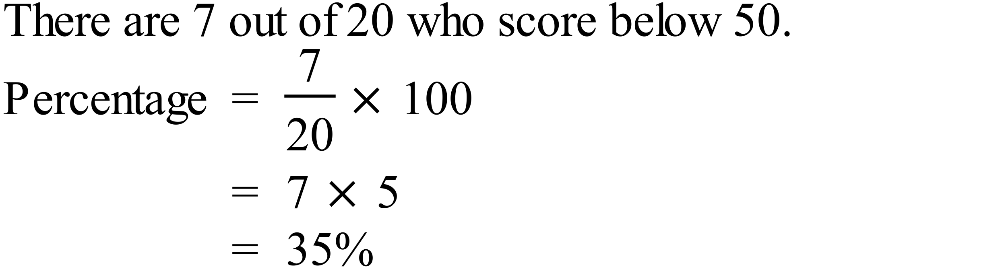 There are 7 out of 20 who score below 50.
Percentage = 7/20 × 100
= 7 × 5
= 35%